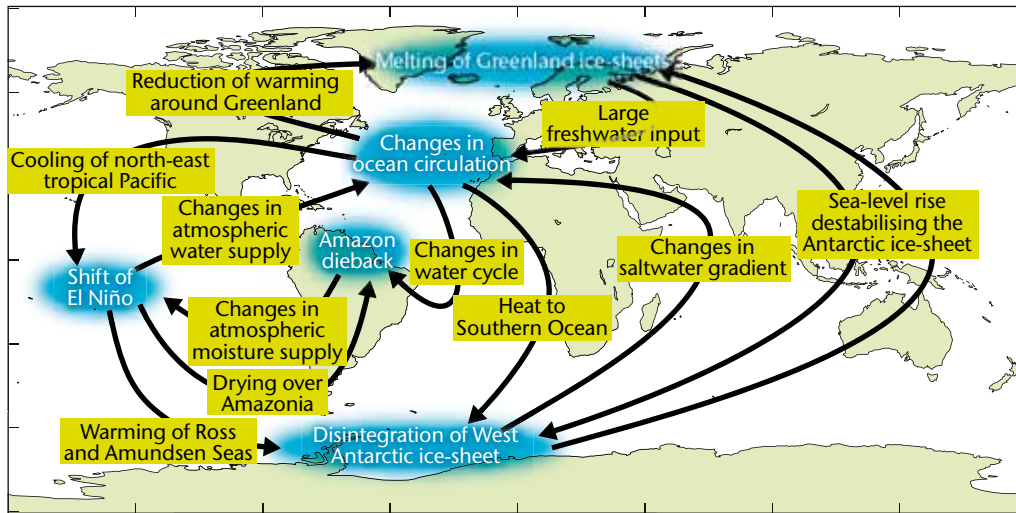 Melting of Greenland ice-sheets
Reduction of warming
around Greenland
Large
freshwater input
Changes in
ocean circulation
Cooling of north-east
tropical Pacific
Changes in
atmospheric
water supply
Amazon
dieback
Changes in
water cycle
Sea-level rise
destabilising the
Antarctic ice-sheet
Changes in
saltwater gradient
Shift of
El Niño
Changes in
atmospheric
moisture supply
Heat to
Southern Ocean
Drying over
Amazonia
Warming of Ross
and Amundsen Seas
Disintegration of West
Antarctic ice-sheet